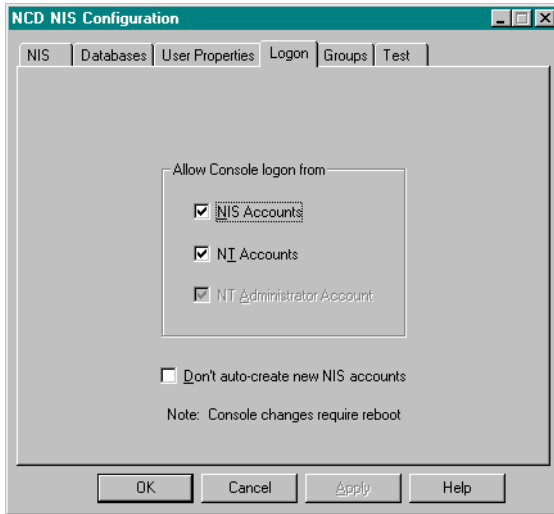 NCD NIS Configuration
NIS Databases User Properties Logon Groups Test
Allow Console logon from
NIS Accounts
NT Accounts
NT Administrator Account
Don't auto-create new NIS accounts
Note: Console changes require reboot
OK Cancel Apply Help